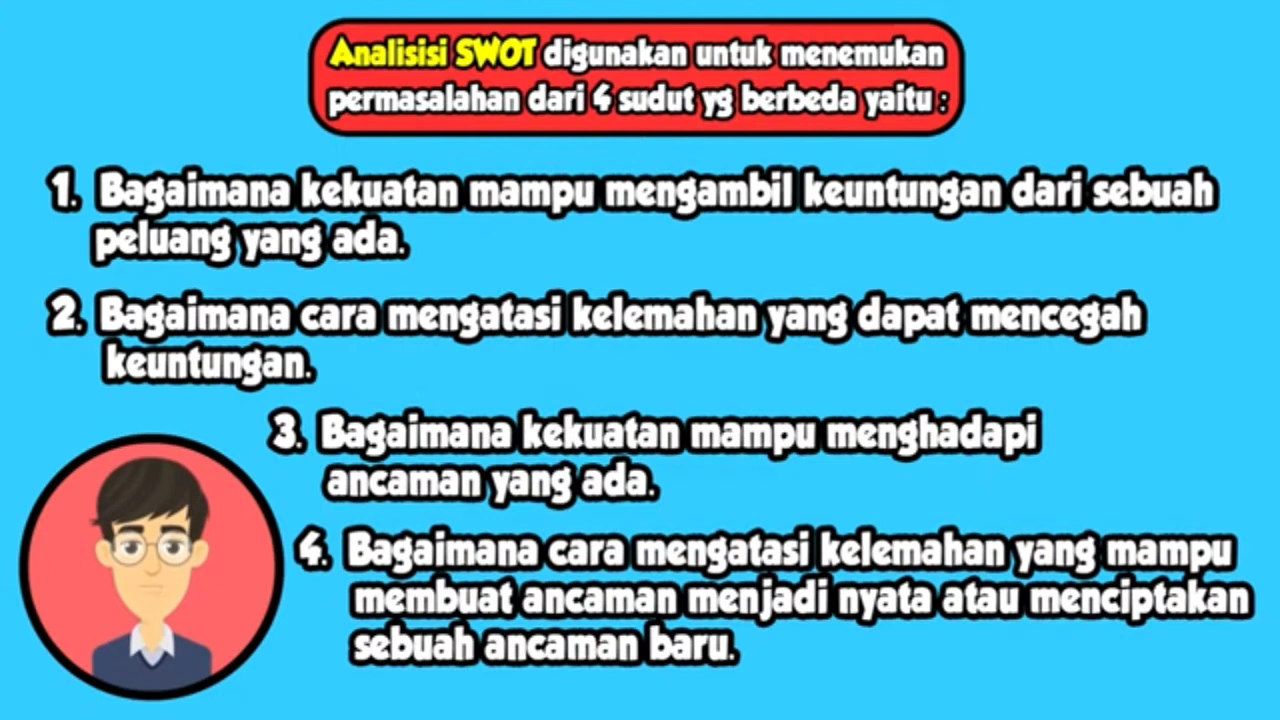 Analisisi SWOT digunakan untuk menemukan
permasalahan dari 4 sudut yg berbeda yaitu :
1. Bagaimana kekuatan mampu mengambil keuntungan dari sebuah
peluang yang ada.
2. Bagaimana cara mengatasi kelemahan yang dapat mencegah
keuntungan.
3. Bagaimana kekuatan mampu menghadapi
ancaman yang ada.
4. Bagaimana cara mengatasi kelemahan yang mampu
membuat ancaman menjadi nyata atau menciptakan
sebuah ancaman baru.